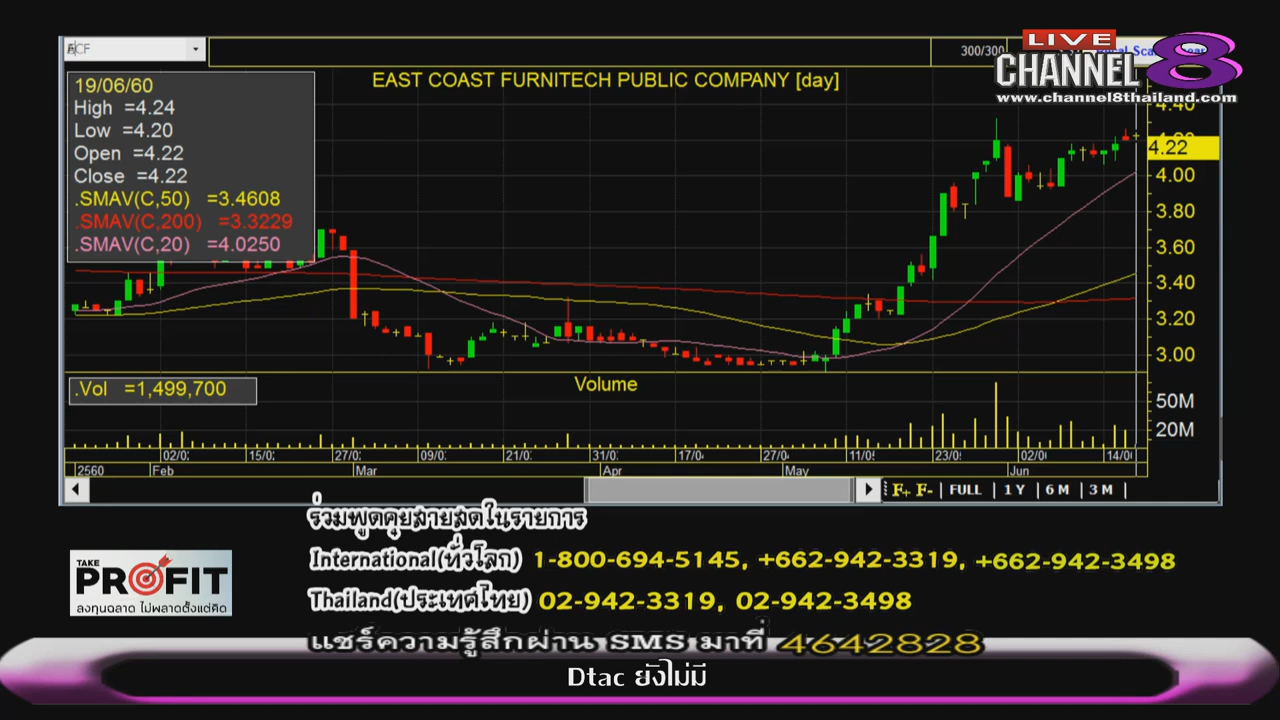 ECF
300/300
LIVE
CHANNEL 8
www.channel8thailand.com
EAST COAST FURNITECH PUBLIC COMPANY [day]
19/06/60
High =4.24
Low =4.20
Open =4.22
Close =4.22
.SMAV(C,50) =3.4608
.SMAV(C,200) =3.3229
.SMAV(C,20) =4.0250
4.40
4.22
4.00
3.80
3.60
3.40
3.20
3.00
.Vol =1,499,700
Volume
50M
20M
02/0 15/0 27/0 09/0 21/0 31/0 17/0 27/0 11/0 23/0 02/0 14/0
2560 Feb Mar Apr May Jun
F+ F- | FULL | 1 Y | 6 M | 3 M |
ร่วมพูดคุยสายสดในรายการ
International(ทั่วโลก) 1-800-694-5145, +662-942-3319, +662-942-3498
TAKE PROFIT
ลงทุนฉลาด ไม่พลาดตั้งแต่คิด
Thailand(ประเทศไทย) 02-942-3319, 02-942-3498
แชร์ความรู้สึกผ่าน SMS มาที่ 4642828
Dtac ยังไม่มี